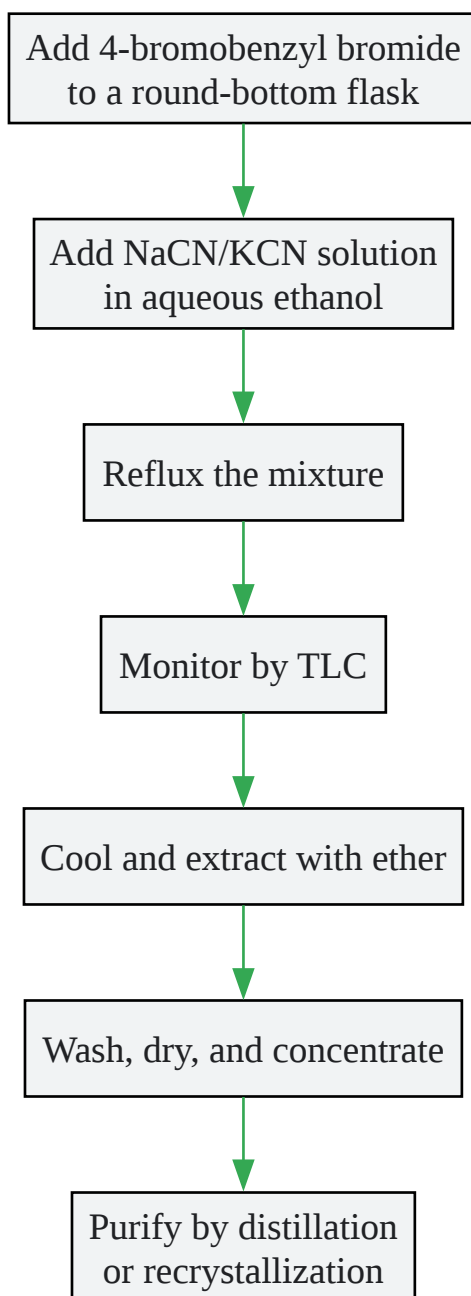 Add 4-bromobenzyl bromide
to a round-bottom flask
Add NaCN/KCN solution
in aqueous ethanol
Reflux the mixture
Monitor by TLC
Cool and extract with ether
Wash, dry, and concentrate
Purify by distillation
or recrystallization